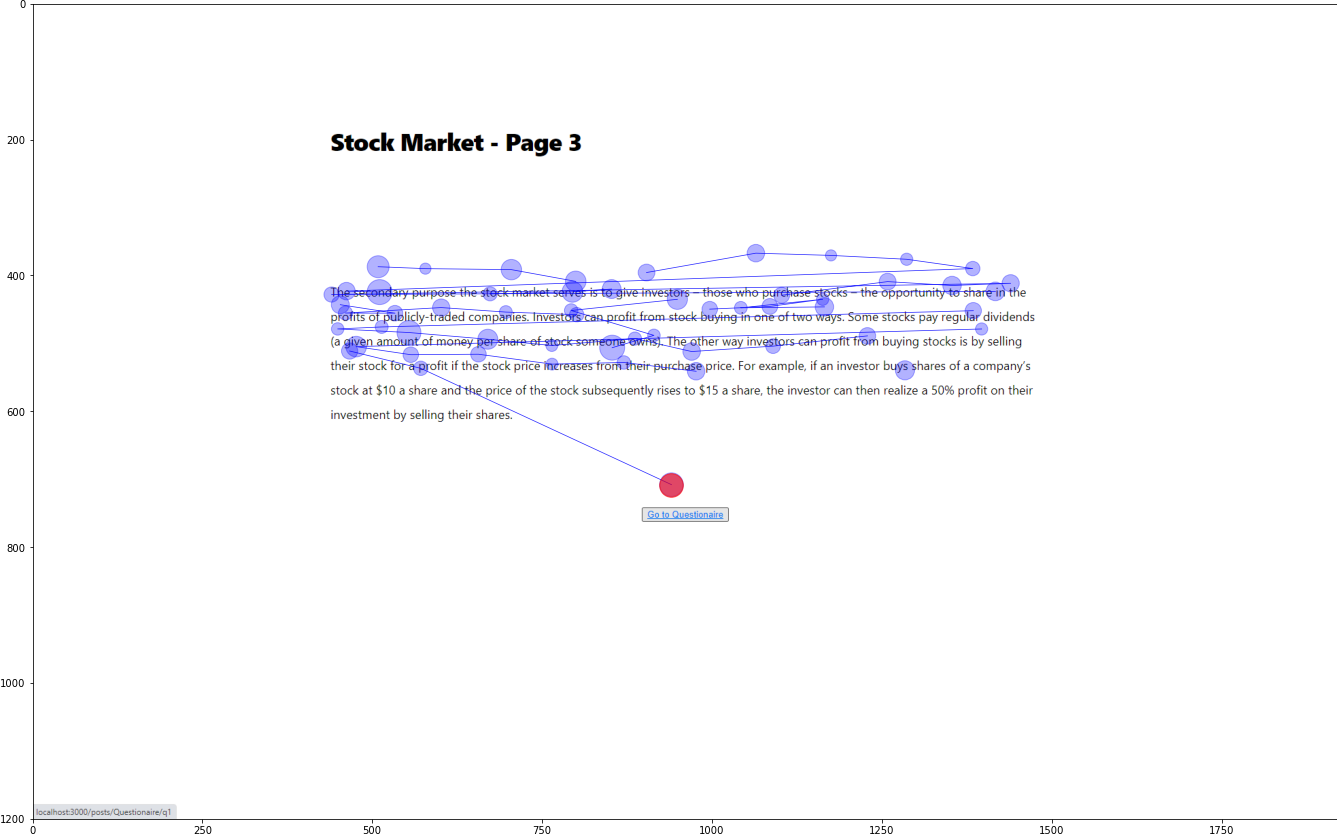 0
200
400
600
800
1000
1200
Stock Market - Page 3
The secondary purpose the stock market serves is to give investors – those who purchase stocks – the opportunity to share in the
profits of publicly-traded companies. Investors can profit from stock buying in one of two ways. Some stocks pay regular dividends
(a given amount of money per share of stock someone owns). The other way investors can profit from buying stocks is by selling
their stock for a profit if the stock price increases from their purchase price. For example, if an investor buys shares of a company's
stock at $10 a share and the price of the stock subsequently rises to $15 a share, the investor can then realize a 50% profit on their
investment by selling their shares.
Go to Questionaire
localhost:3000/posts/Questionaire/q1
0 250 500 750 1000 1250 1500 1750